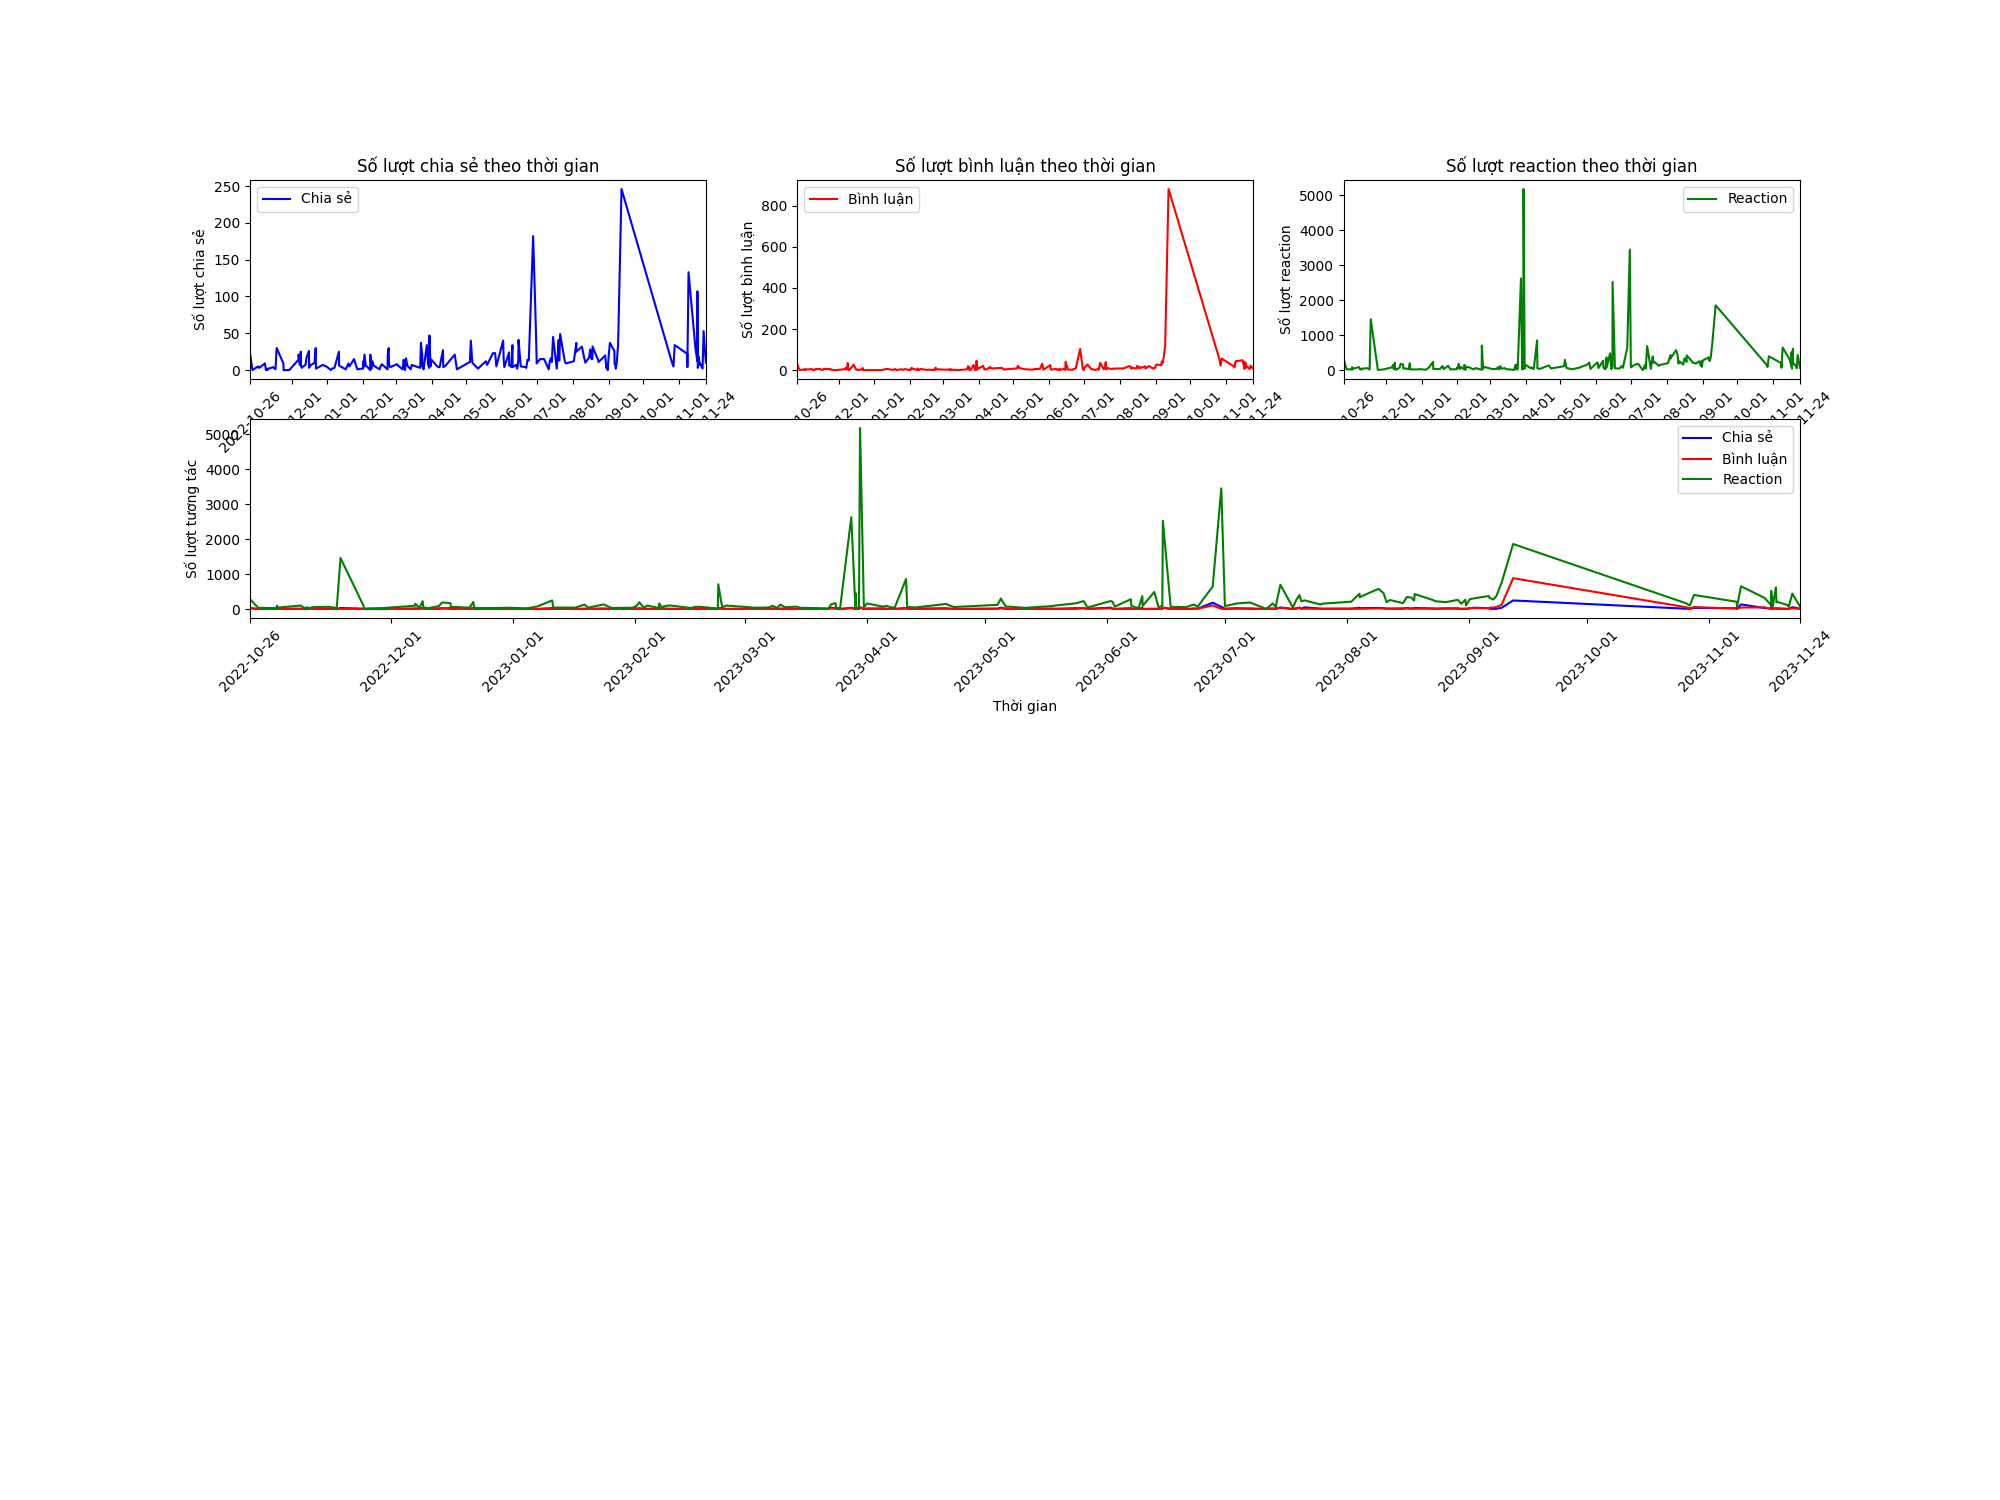 Số lượt chia sẻ theo thời gian
Số lượt chia sẻ
250
200
150
100
50
0
Chia sẻ
Số lượt bình luận theo thời gian
Số lượt bình luận
800
600
400
200
0
Bình luận
Số lượt reaction theo thời gian
Số lượt reaction
5000
4000
3000
2000
1000
0
Reaction
Số lượt tương tác
5000
4000
3000
2000
1000
0
Chia sẻ
Bình luận
Reaction
2022-10-26
2022-12-01
2023-01-01
2023-02-01
2023-03-01
2023-04-01
2023-05-01
2023-06-01
2023-07-01
2023-08-01
2023-09-01
2023-10-01
2023-11-01
2023-11-24
Thời gian